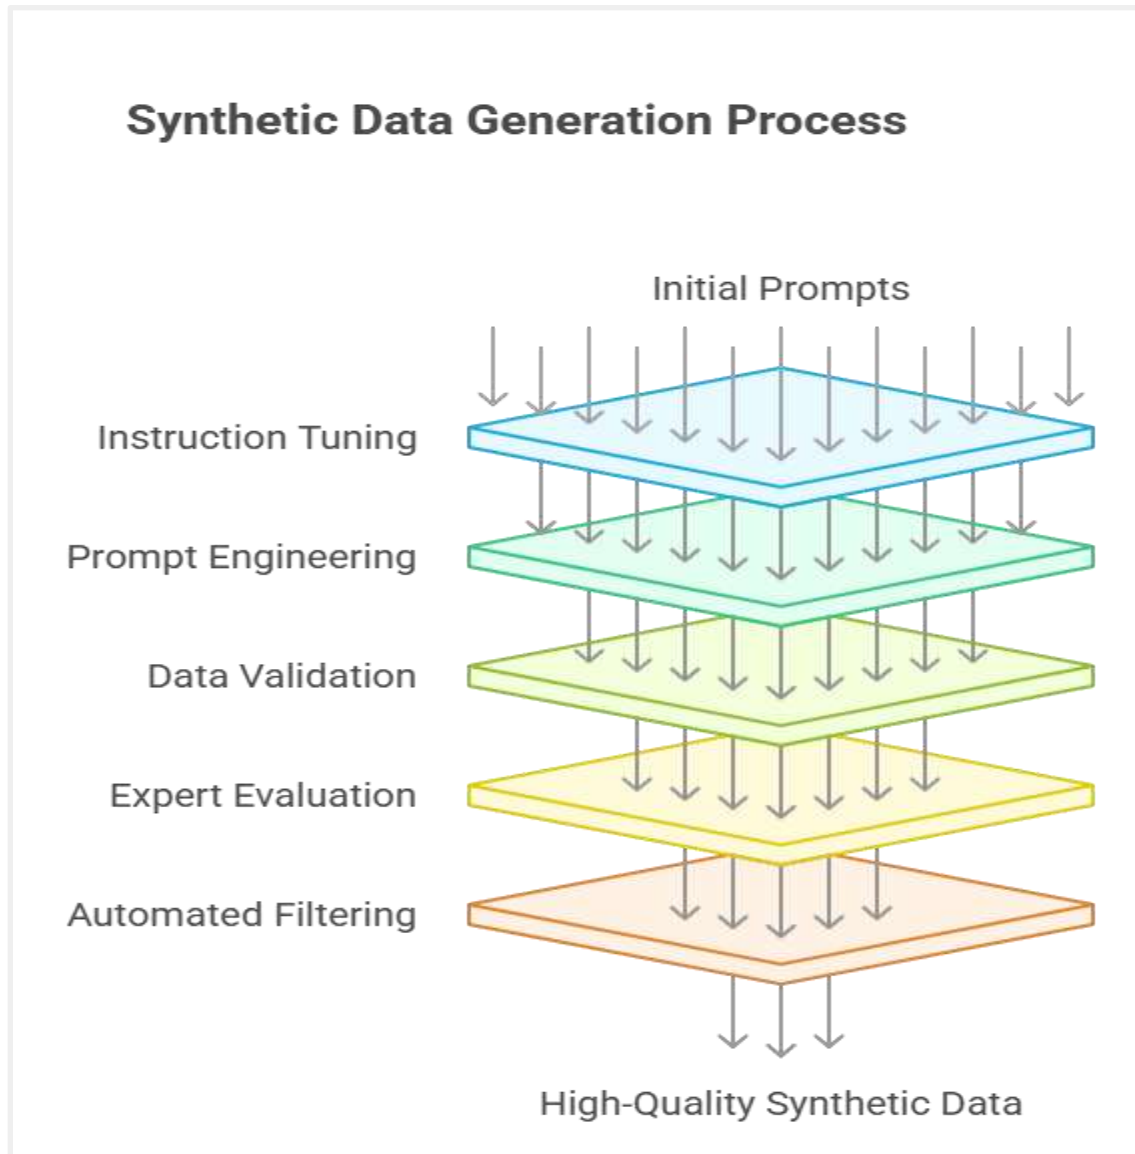 Synthetic Data Generation Process
Initial Prompts
Instruction Tuning
Prompt Engineering
Data Validation
Expert Evaluation
Automated Filtering
High-Quality Synthetic Data